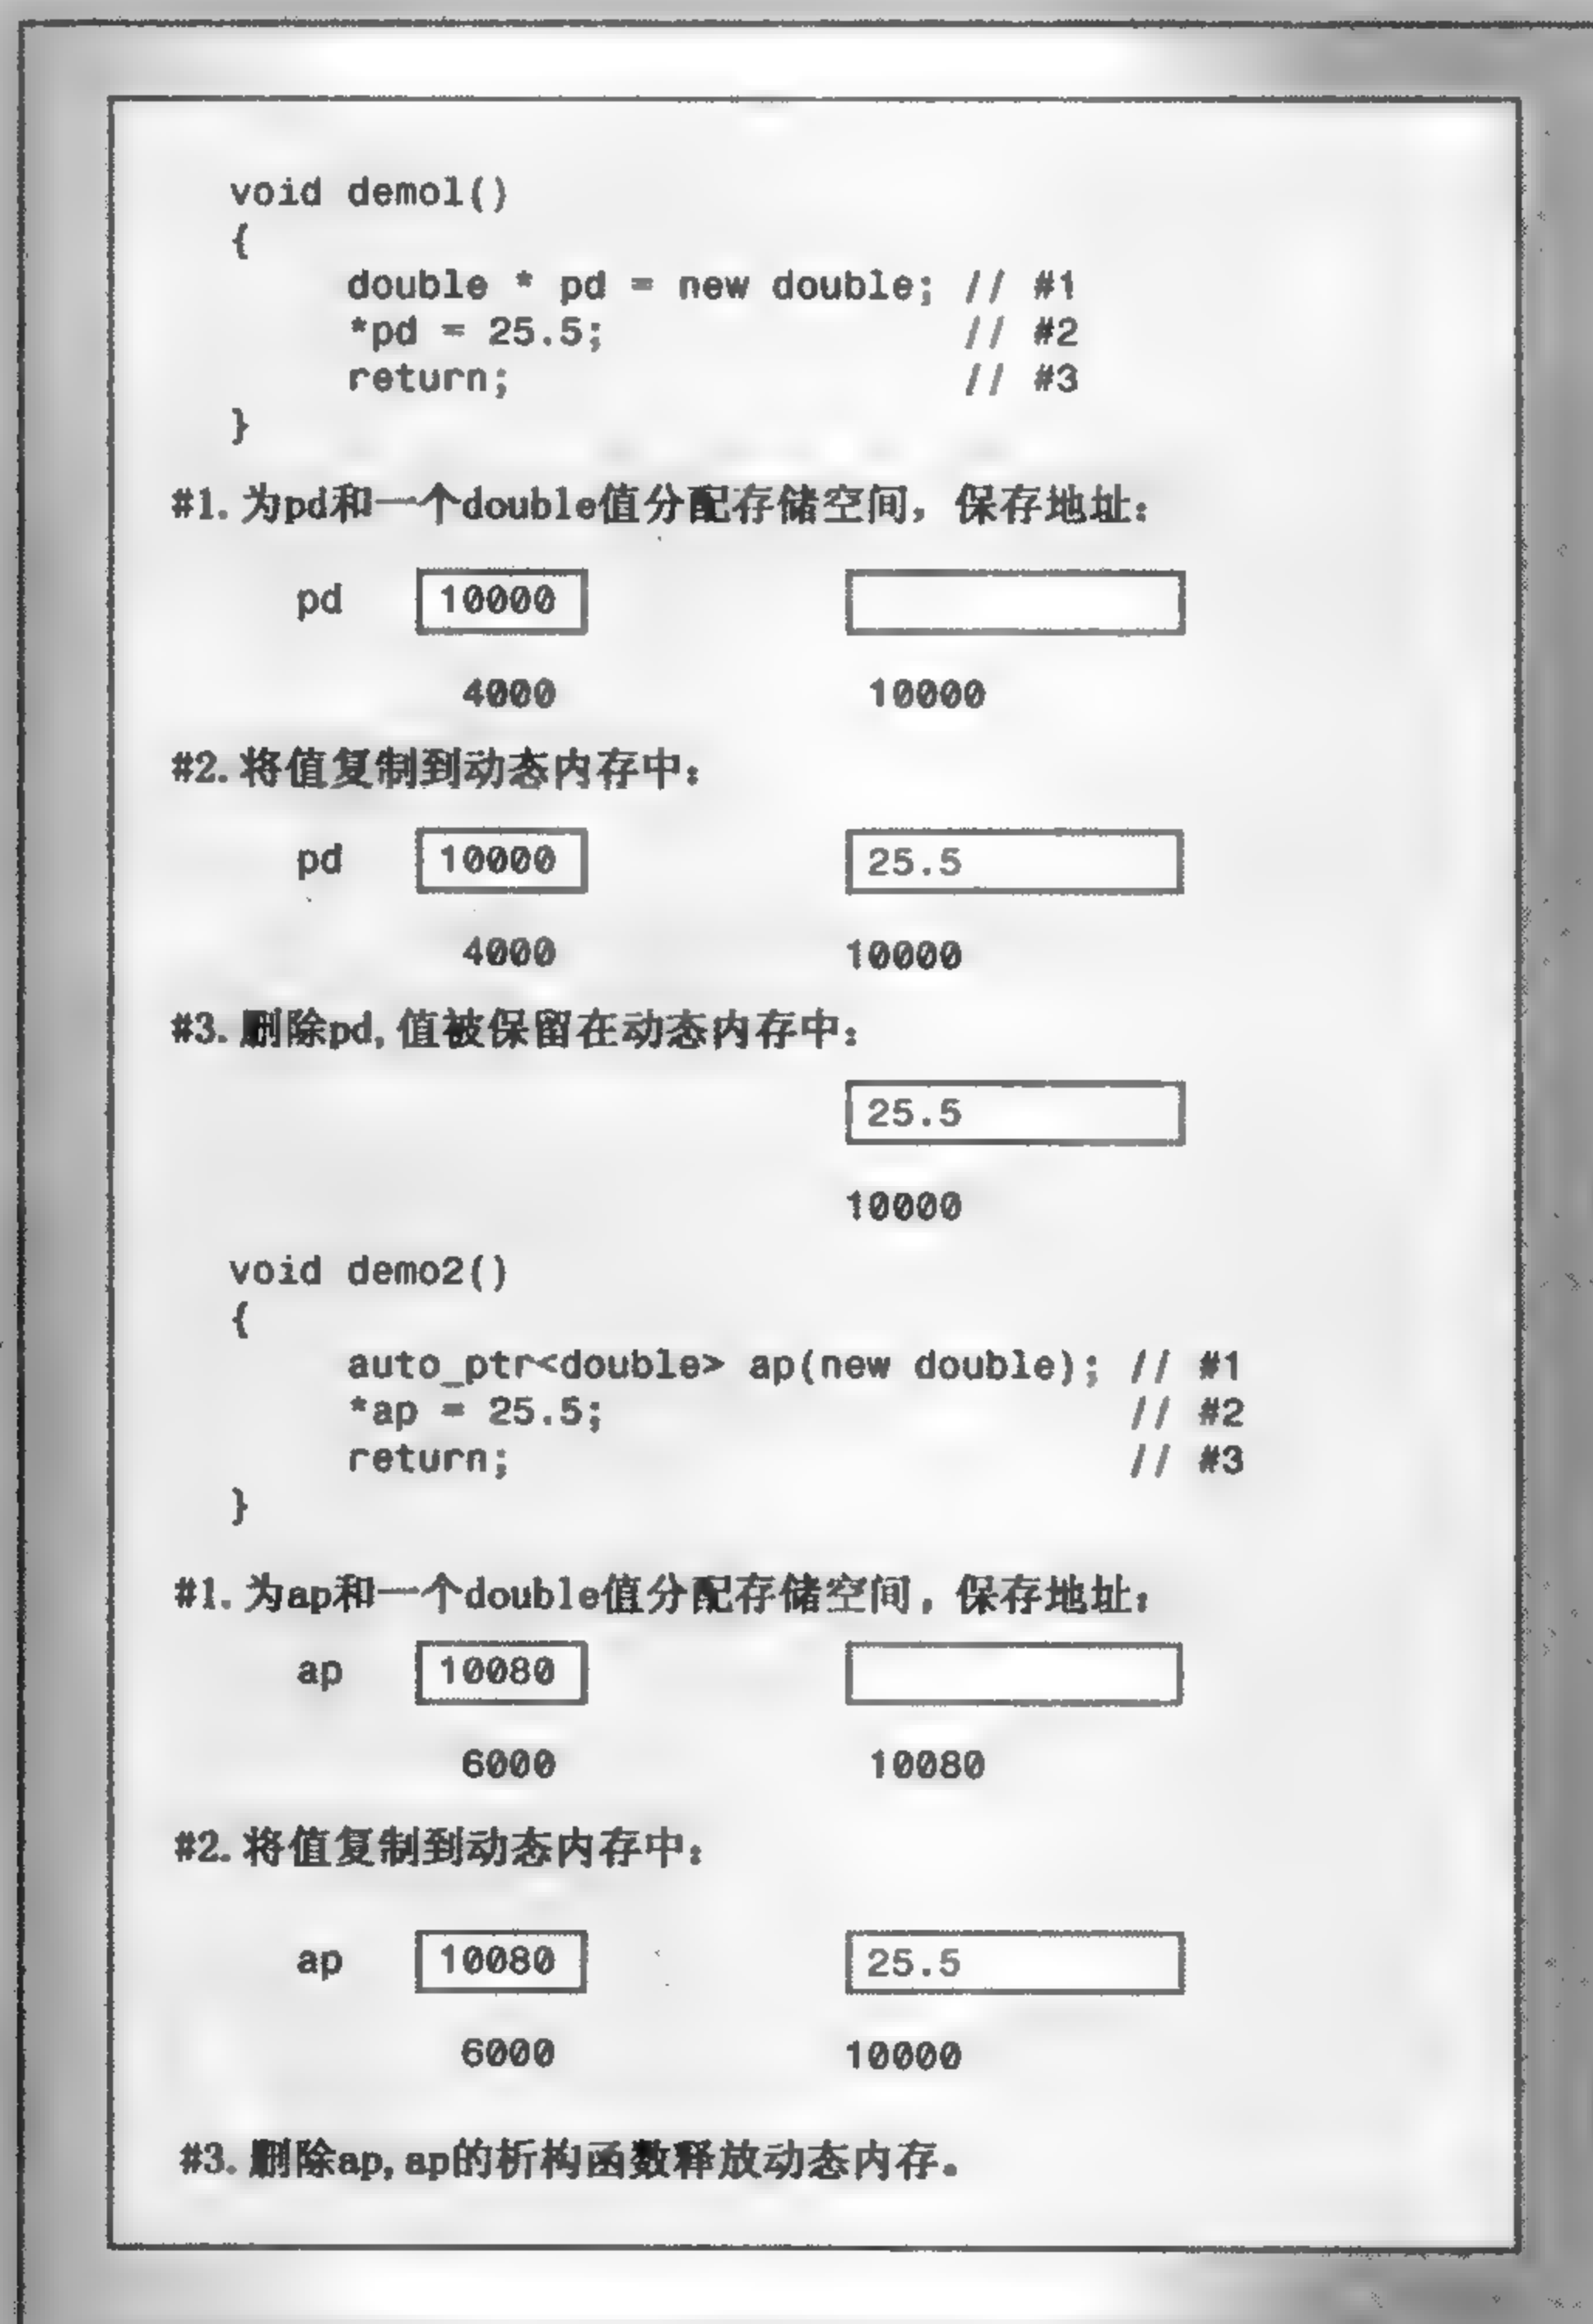 void demo1()
{
double * pd = new double; // #1
*pd = 25.5; // #2
return; // #3
}
#1.为pd和一个double值分配存储空间，保存地址：
pd 10000
4000 10000
#2.将值复制到动态内存中：
pd 10000 25.5
4000 10000
#3.删除pd,值被保留在动态内存中：
25.5
10000
void demo2()
{
auto_ptr<double> ap(new double); // #1
*ap = 25.5; // #2
return; // #3
}
#1.为ap和一个double值分配存储空间，保存地址：
ap 10080
6000 10080
#2.将值复制到动态内存中：
ap 10080 25.5
6000 10000
#3.删除ap,ap的析构函数释放动态内存。